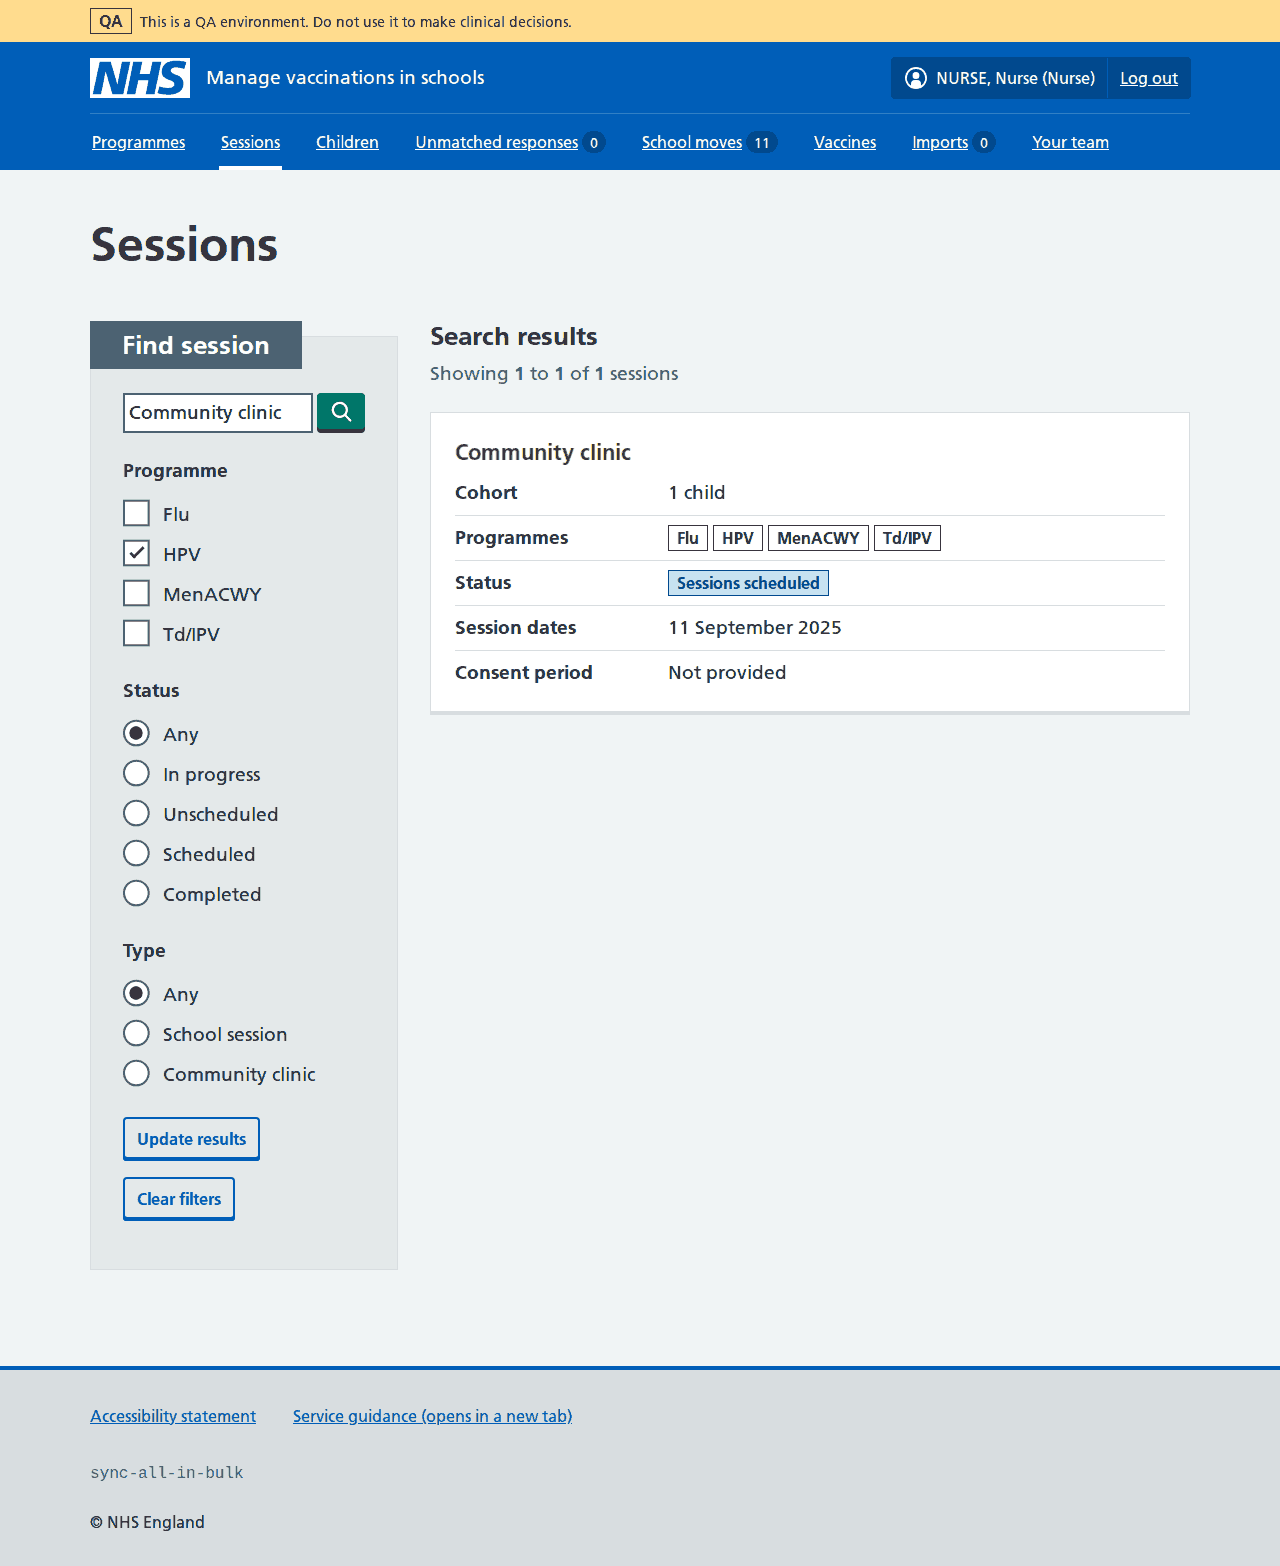 QA This is a QA environment. Do not use it to make clinical decisions.
NHS Manage vaccinations in schools NURSE, Nurse (Nurse) Log out
Programmes Sessions Children Unmatched responses 0 School moves 11 Vaccines Imports 0 Your team
Sessions
Find session
Community clinic
Programme
Flu
HPV
MenACWY
Td/IPV
Status
Any
In progress
Unscheduled
Scheduled
Completed
Type
Any
School session
Community clinic
Update results
Clear filters
Search results
Showing 1 to 1 of 1 sessions
Community clinic
Cohort 1 child
Programmes Flu HPV MenACWY Td/IPV
Status Sessions scheduled
Session dates 11 September 2025
Consent period Not provided
Accessibility statement Service guidance (opens in a new tab)
sync-all-in-bulk
© NHS England